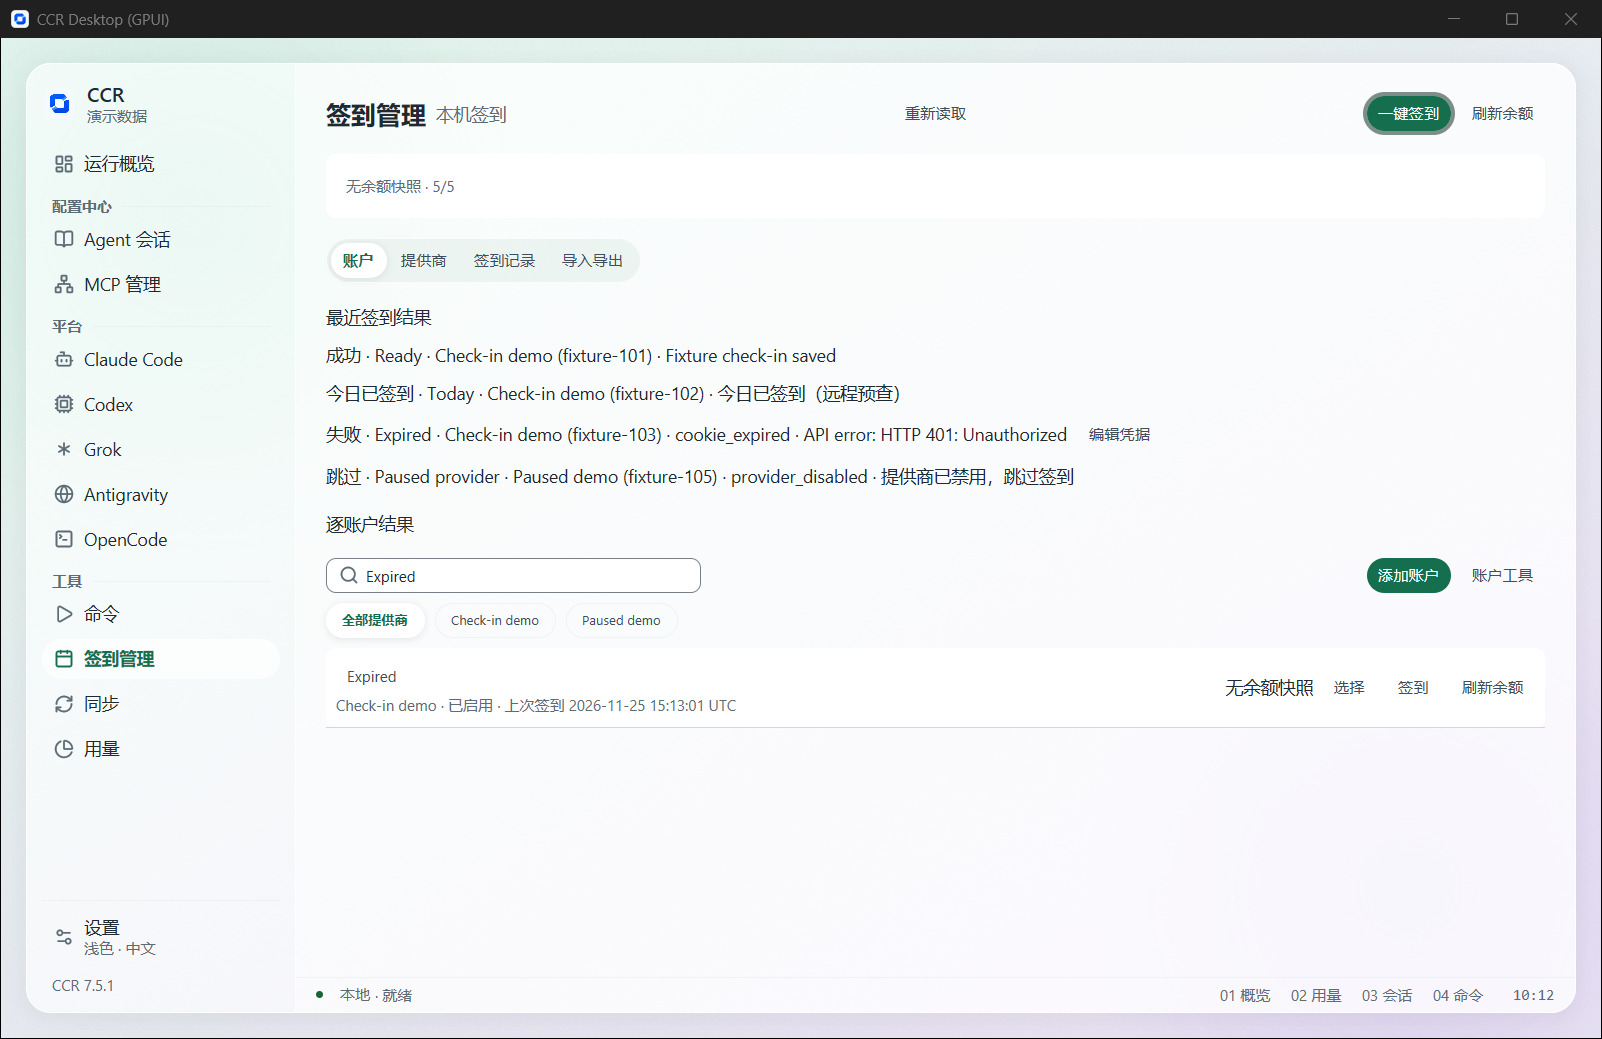 CCR Desktop (GPUI)
CCR
演示数据
运行概览
配置中心
Agent 会话
MCP 管理
平台
Claude Code
Codex
Grok
Antigravity
OpenCode
工具
命令
签到管理
同步
用量
设置
浅色 · 中文
CCR 7.5.1
签到管理 本机签到 重新读取 一键签到 刷新余额
无余额快照 · 5/5
账户 提供商 签到记录 导入导出
最近签到结果
成功 · Ready · Check-in demo (fixture-101) · Fixture check-in saved
今日已签到 · Today · Check-in demo (fixture-102) · 今日已签到（远程预查）
失败 · Expired · Check-in demo (fixture-103) · cookie_expired · API error: HTTP 401: Unauthorized 编辑凭据
跳过 · Paused provider · Paused demo (fixture-105) · provider_disabled · 提供商已禁用，跳过签到
逐账户结果
Expired 添加账户 账户工具
全部提供商 Check-in demo Paused demo
Expired
Check-in demo · 已启用 · 上次签到 2026-11-25 15:13:01 UTC
无余额快照 选择 签到 刷新余额
本地 · 就绪 01 概览 02 用量 03 会话 04 命令 10:12